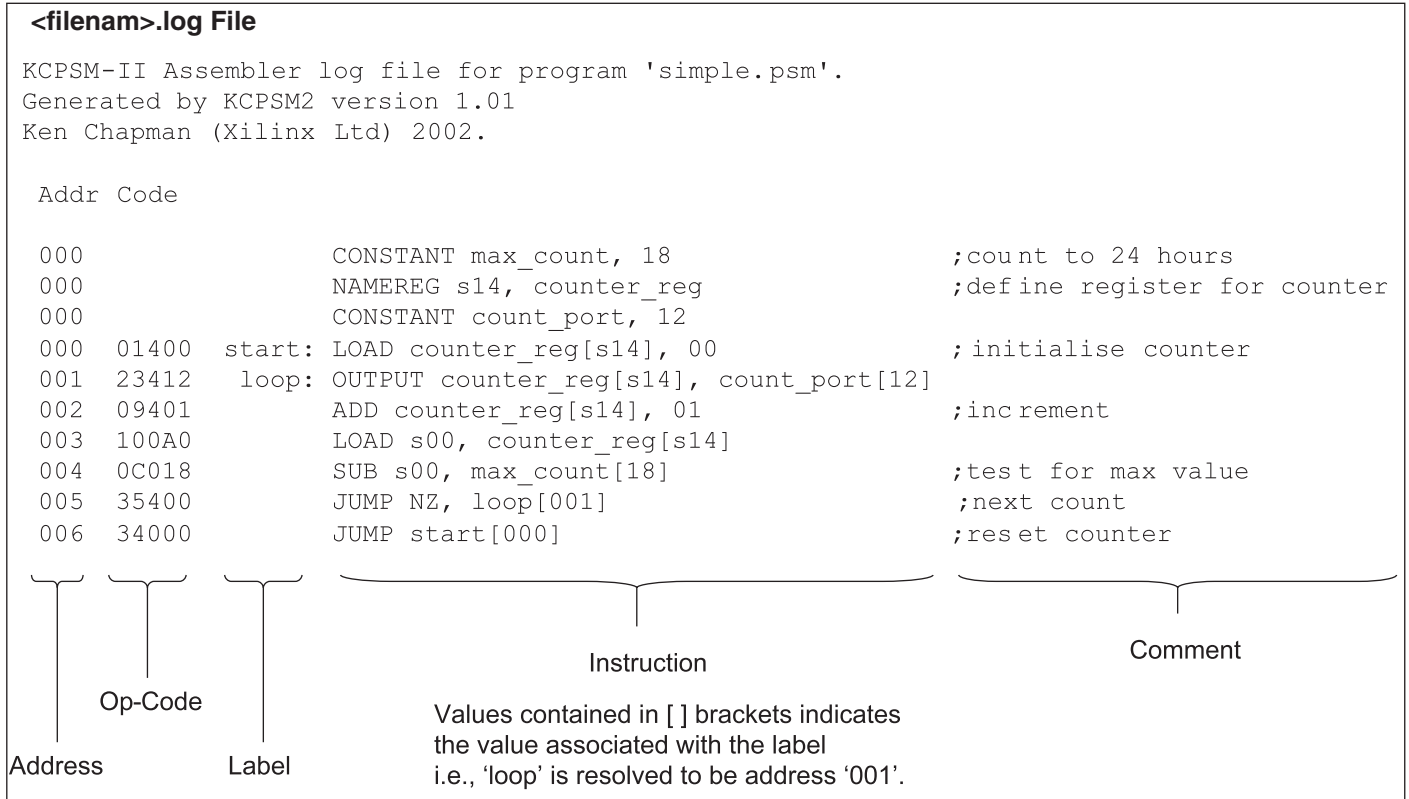 <filenam>.log File
KCPSM-II Assembler log file for program 'simple.psm'.
Generated by KCPSM2 version 1.01
Ken Chapman (Xilinx Ltd) 2002.
Addr Code
000 CONSTANT max_count, 18 ;count to 24 hours
000 NAMEREG s14, counter_reg ;define register for counter
000 CONSTANT count_port, 12
000 01400 start: LOAD counter_reg[s14], 00 ;initialise counter
001 23412 loop: OUTPUT counter_reg[s14], count_port[12]
002 09401 ADD counter_reg[s14], 01 ;increment
003 100A0 LOAD s00, counter_reg[s14]
004 0C018 SUB s00, max_count[18] ;test for max value
005 35400 JUMP NZ, loop[001] ;next count
006 34000 JUMP start[000] ;reset counter
Comment
Instruction
Op-Code
Values contained in [ ] brackets indicates
the value associated with the label
i.e., ‘loop’ is resolved to be address ‘001’.
Address Label